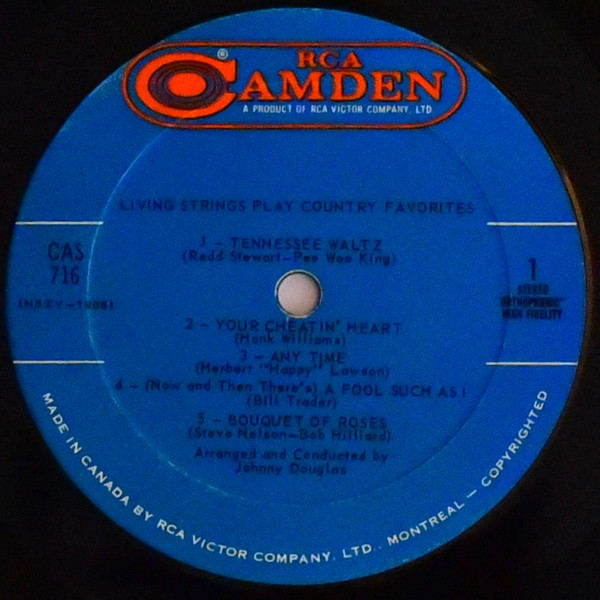 RCA
CAMDEN
®
A PRODUCT OF RCA VICTOR COMPANY, LTD.
LIVING STRINGS PLAY COUNTRY FAVORITES
CAS
716
1
STEREO
"ORTHOPHONIC"
HIGH FIDELITY
1 – TENNESSEE WALTZ
(Redd Stewart–Pee Wee King)
2 – YOUR CHEATIN' HEART
(Hank Williams)
3 – ANY TIME
(Herbert "Happy" Lawson)
4 – (Now and Then There's) A FOOL SUCH AS I
(Bill Trader)
5 – BOUQUET OF ROSES
(Steve Nelson–Bob Hilliard)
Arranged and Conducted by
Johnny Douglas
MADE IN CANADA BY RCA VICTOR COMPANY, LTD., MONTREAL – COPYRIGHTED